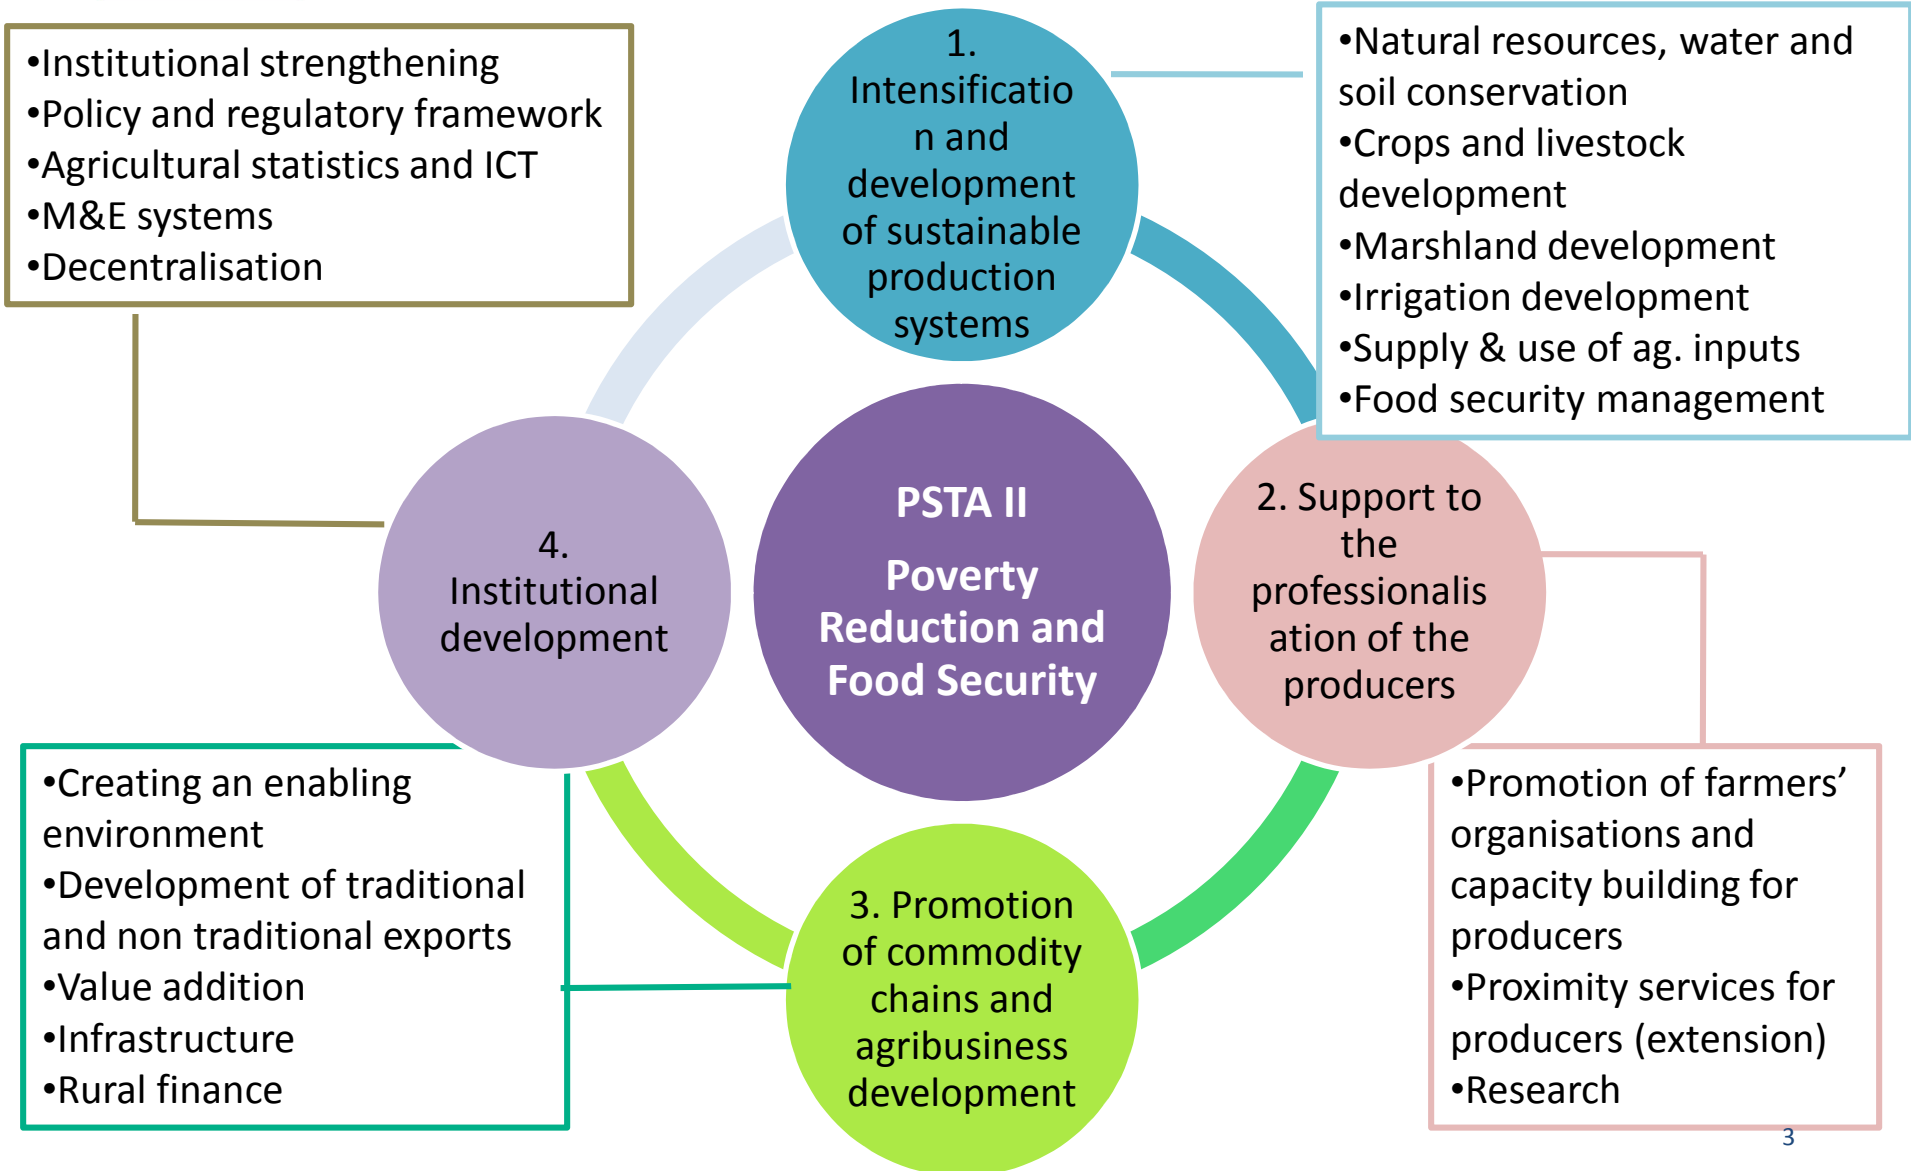 •Institutional strengthening
•Policy and regulatory framework
•Agricultural statistics and ICT
•M&E systems
•Decentralisation
1.
Intensificatio
n and
development
of sustainable
production
systems
•Natural resources, water and
soil conservation
•Crops and livestock
development
•Marshland development
•Irrigation development
•Supply & use of ag. inputs
•Food security management
4.
Institutional
development
PSTA II
Poverty
Reduction and
Food Security
2. Support to
the
professionalis
ation of the
producers
•Creating an enabling
environment
•Development of traditional
and non traditional exports
•Value addition
•Infrastructure
•Rural finance
3. Promotion
of commodity
chains and
agribusiness
development
•Promotion of farmers’
organisations and
capacity building for
producers
•Proximity services for
producers (extension)
•Research
3